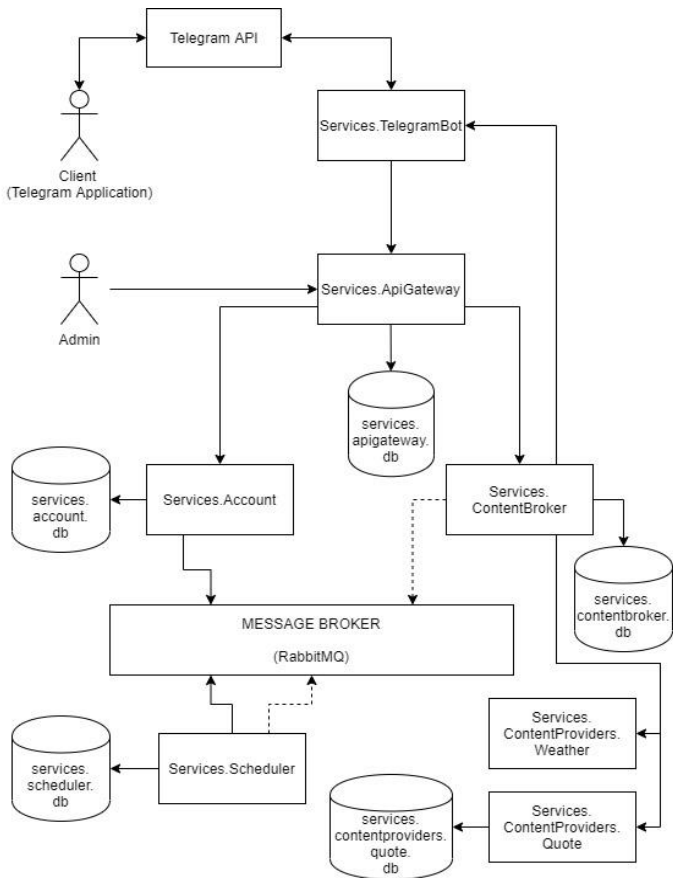 Telegram API
Services.TelegramBot
Client
(Telegram Application)
Services.ApiGateway
Admin
services.
apigateway.
db
services.
account.
db
Services.Account
Services.
ContentBroker
services.
contentbroker.
db
MESSAGE BROKER
(RabbitMQ)
services.
scheduler.
db
Services.Scheduler
Services.
ContentProviders.
Weather
services.
contentproviders.
quote.
db
Services.
ContentProviders.
Quote